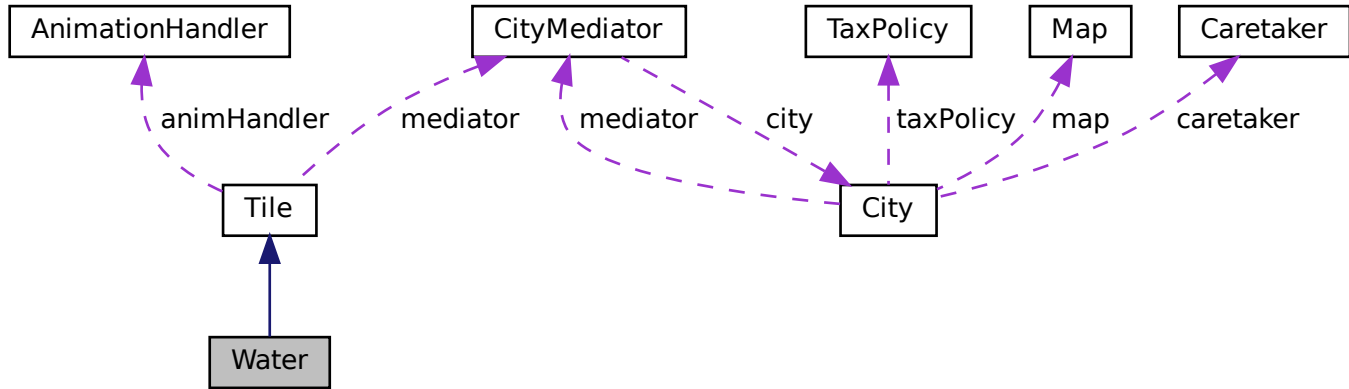 AnimationHandler
CityMediator
TaxPolicy
Map
Caretaker
animHandler
mediator
mediator
city
taxPolicy
map
caretaker
Tile
City
Water